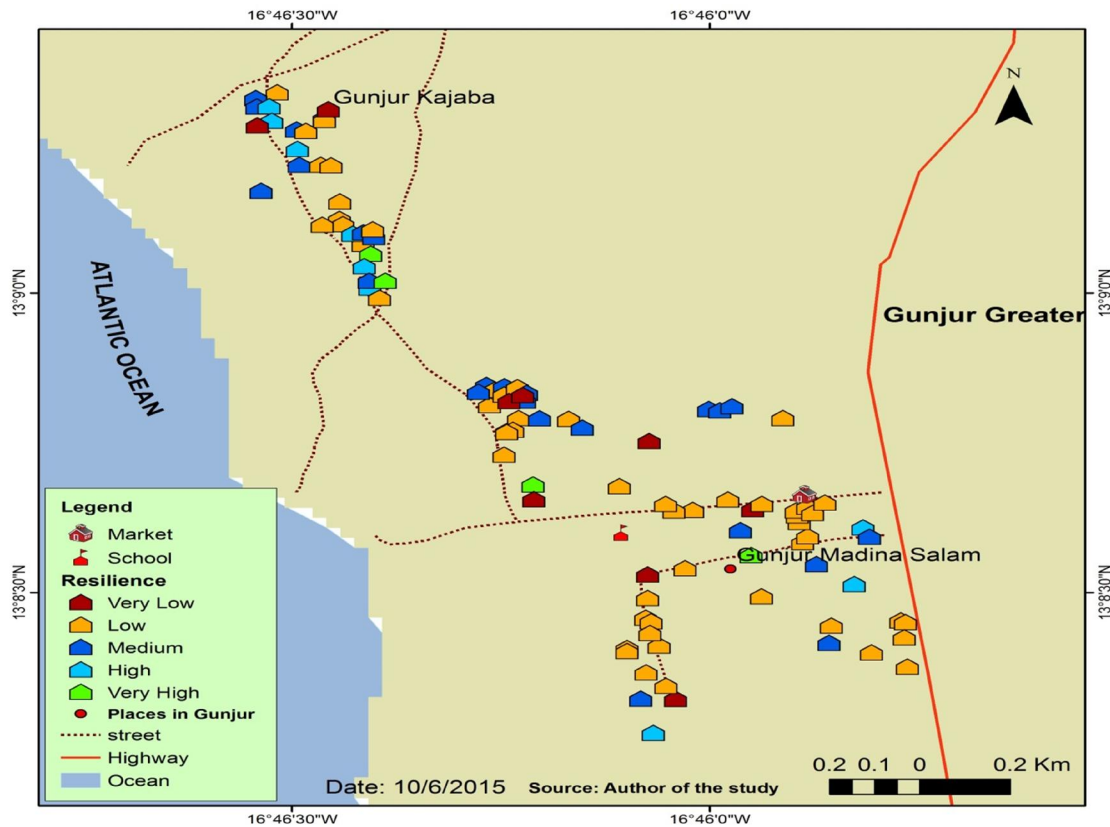 16°46'30"W
16°46'0"W
N
Gunjur Kajaba
ATLANTIC OCEAN
13°9'0"N
13°9'0"N
Gunjur Greater
Gunjur Madina Salam
13°8'30"N
13°8'30"N
Legend
Market
School
Resilience
Very Low
Low
Medium
High
Very High
Places in Gunjur
street
Highway
Ocean
0.2 0.1 0 0.2 Km
Date: 10/6/2015 Source: Author of the study
16°46'30"W
16°46'0"W